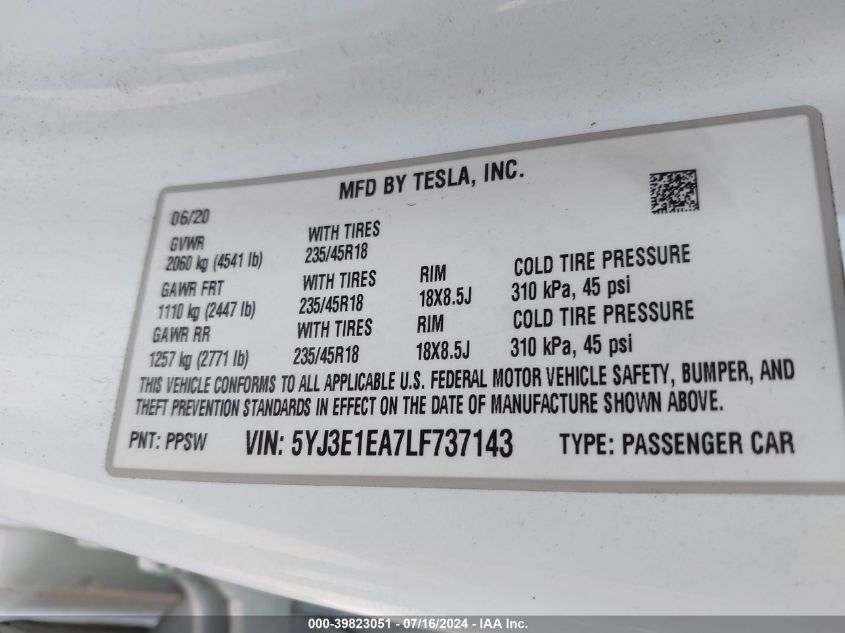 MFD BY TESLA, INC.
06/20
GVWR
2060 kg (4541 lb)
WITH TIRES
235/45R18
GAWR FRT
1110 kg (2447 lb)
WITH TIRES
235/45R18
RIM
18X8.5J
COLD TIRE PRESSURE
310 kPa, 45 psi
GAWR RR
1257 kg (2771 lb)
WITH TIRES
235/45R18
RIM
18X8.5J
COLD TIRE PRESSURE
310 kPa, 45 psi
THIS VEHICLE CONFORMS TO ALL APPLICABLE U.S. FEDERAL MOTOR VEHICLE SAFETY, BUMPER, AND
THEFT PREVENTION STANDARDS IN EFFECT ON THE DATE OF MANUFACTURE SHOWN ABOVE.
PNT: PPSW VIN: 5YJ3E1EA7LF737143 TYPE: PASSENGER CAR
000-39823051 - 07/16/2024 - IAA Inc.